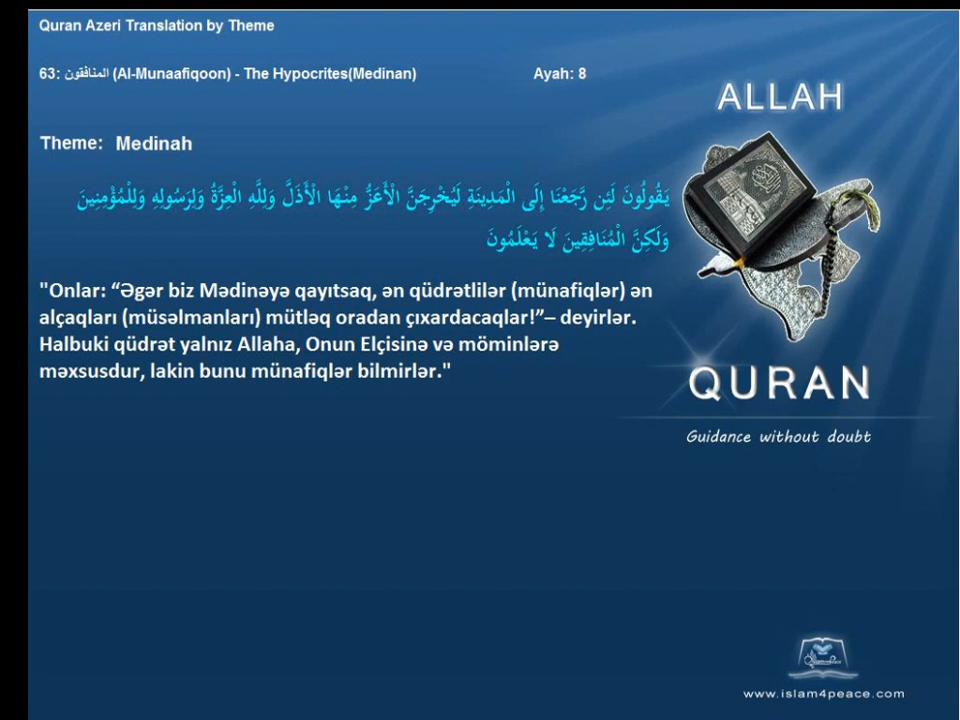 Quran Azeri Translation by Theme
63: المنافقون (Al-Munaafiqoon) - The Hypocrites(Medinan) Ayah: 8
ALLAH
Theme: Medinah
يَقُولُونَ لَئِن رَّجَعْنَا إِلَى الْمَدِينَةِ لَيُخْرِجَنَّ الْأَعَزُّ مِنْهَا الْأَذَلَّ وَلِلَّهِ الْعِزَّةُ وَلِرَسُولِهِ وَلِلْمُؤْمِنِينَ
وَلَكِنَّ الْمُنَافِقِينَ لَا يَعْلَمُونَ
"Onlar: “Əgər biz Mədinəyə qayıtsaq, ən qüdrətlilər (münafiqlər) ən
alçaqları (müsəlmanları) mütləq oradan çıxardacaqlar!”– deyirlər.
Halbuki qüdrət yalnız Allaha, Onun Elçisinə və möminlərə
məxsusdur, lakin bunu münafiqlər bilmirlər."
QURAN
Guidance without doubt
www.islam4peace.com